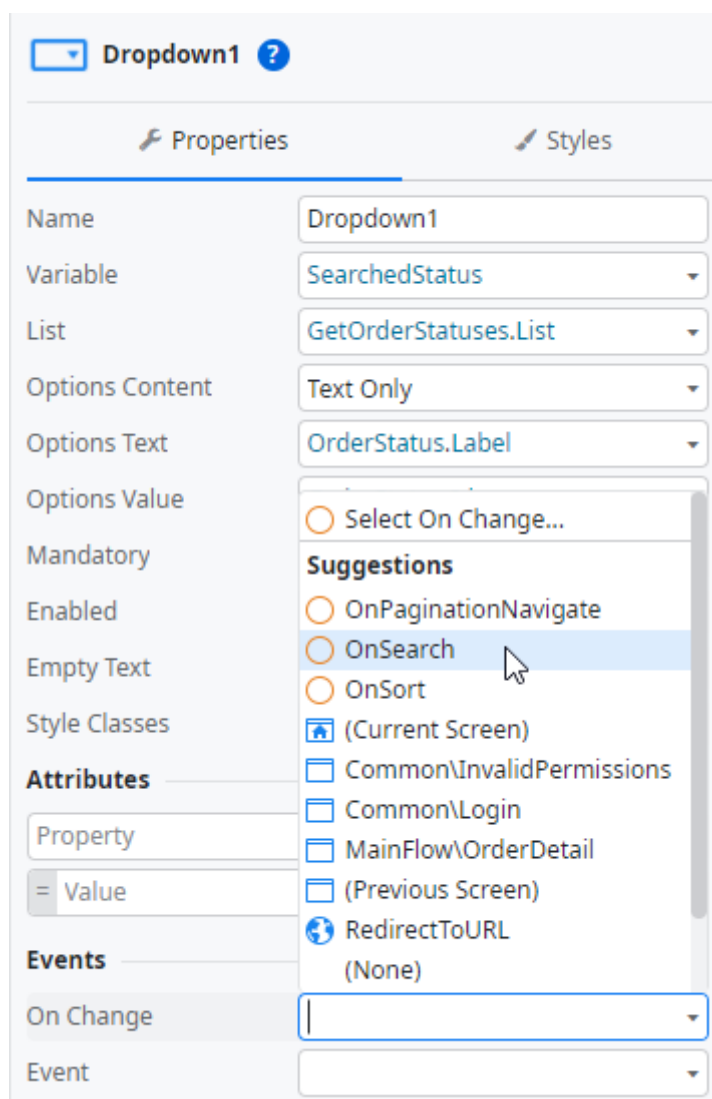 Dropdown1 ?
Properties Styles
Name Dropdown1
Variable SearchedStatus
List GetOrderStatuses.List
Options Content Text Only
Options Text OrderStatus.Label
Options Value
Select On Change...
Mandatory
Suggestions
Enabled
OnPaginationNavigate
OnSearch
Empty Text
OnSort
Style Classes
(Current Screen)
Attributes
Common\InvalidPermissions
Common\Login
Property
MainFlow\OrderDetail
= Value
(Previous Screen)
RedirectToURL
Events
(None)
On Change
Event